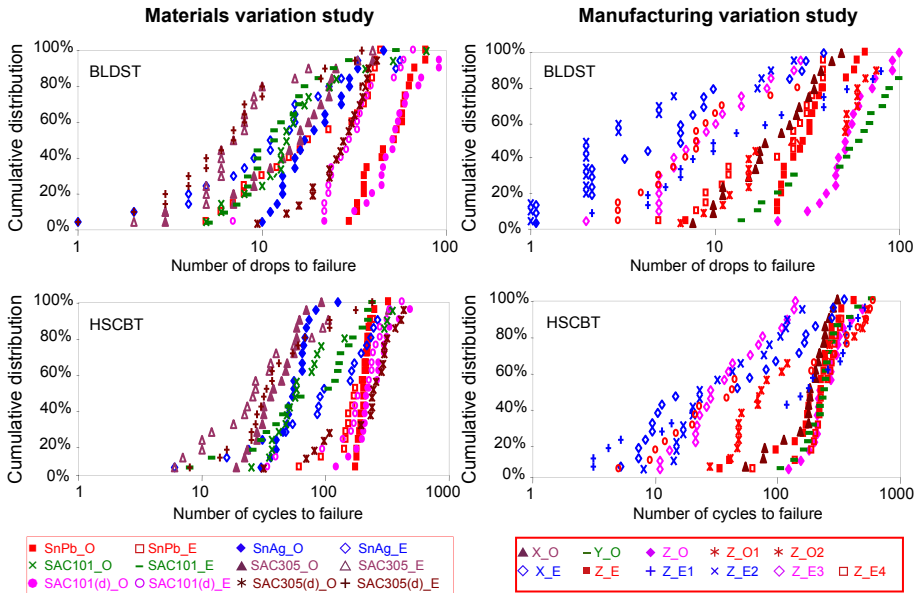 Materials variation study
Manufacturing variation study
100%
80%
60%
40%
20%
0%
BLDST
Cumulative distribution
1
10
100
Number of drops to failure
100%
80%
60%
40%
20%
0%
BLDST
Cumulative distribution
1
10
100
Number of drops to failure
100%
80%
60%
40%
20%
0%
HSCBT
Cumulative distribution
1
10
100
1000
Number of cycles to failure
100%
80%
60%
40%
20%
0%
HSCBT
Cumulative distribution
1
10
100
1000
Number of cycles to failure
SnPb_O SnPb_E SnAg_O SnAg_E
SAC101_O SAC101_E SAC305_O SAC305_E
SAC101(d)_O SAC101(d)_E SAC305(d)_O SAC305(d)_E
X_O Y_O Z_O Z_O1 Z_O2
X_E Z_E Z_E1 Z_E2 Z_E3 Z_E4